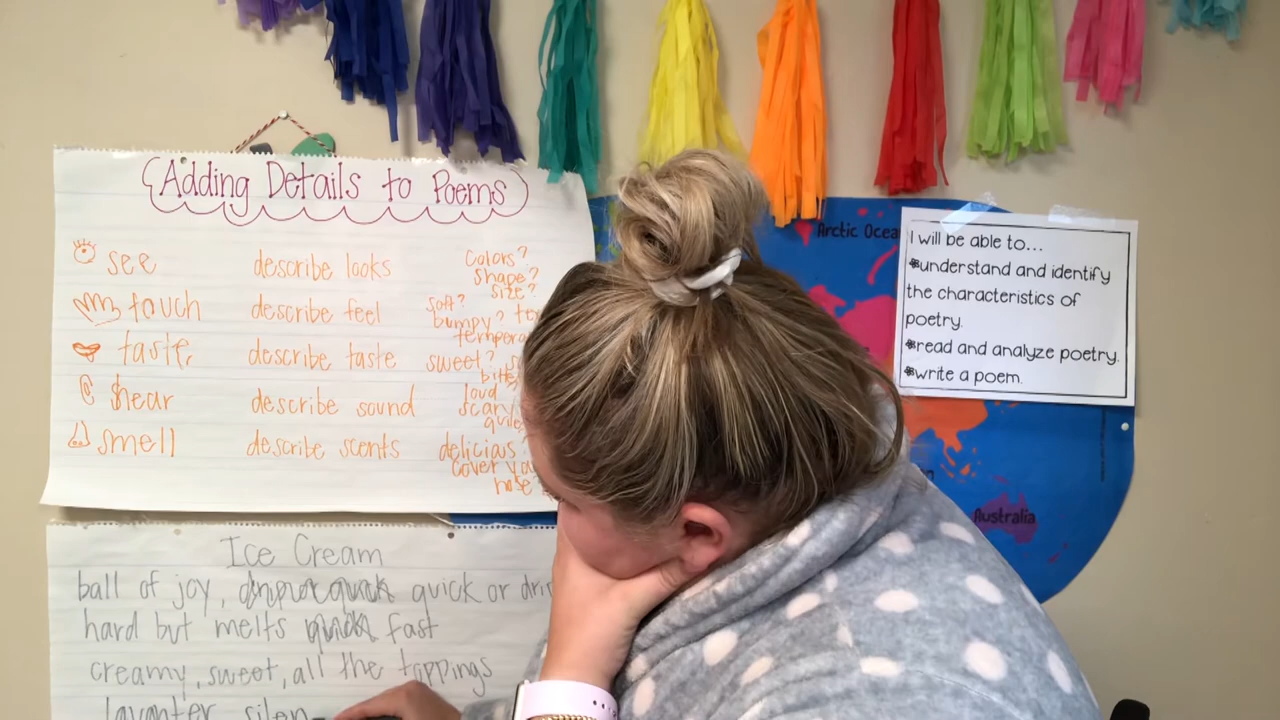 Adding Details to Poems
see describe looks Colors? shape? size?
touch describe feel soft? bumpy?
taste describe taste sweet?
hear describe sound loud scary
smell describe scents delicious cover nose?
Ice Cream
ball of joy, quick or
hard but melts fast
creamy, sweet, all the toppings
laughter
Arctic
Australia
I will be able to...
*understand and identify
the characteristics of
poetry.
*read and analyze poetry.
*write a poem.